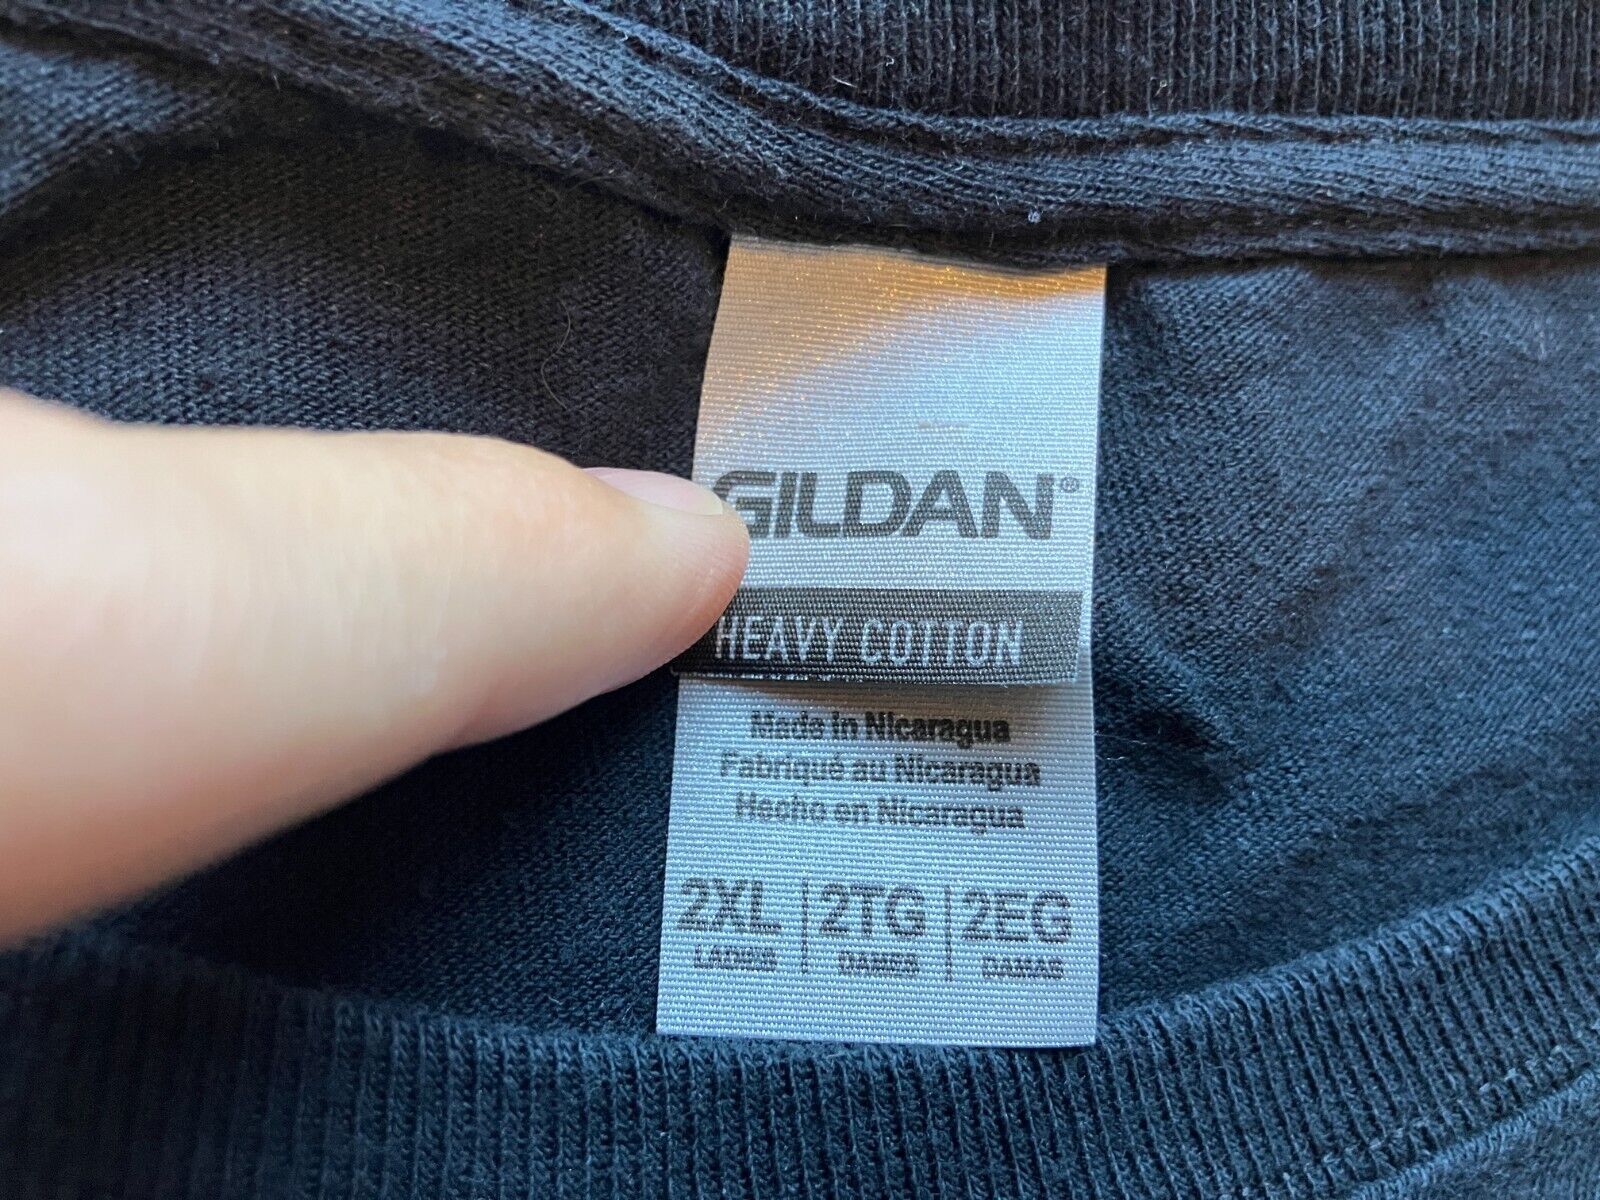 GILDAN®
HEAVY COTTON
Made in Nicaragua
Fabriqué au Nicaragua
Hecho en Nicaragua
2XL | 2TG | 2EG
LADIES | DAMES | DAMAS